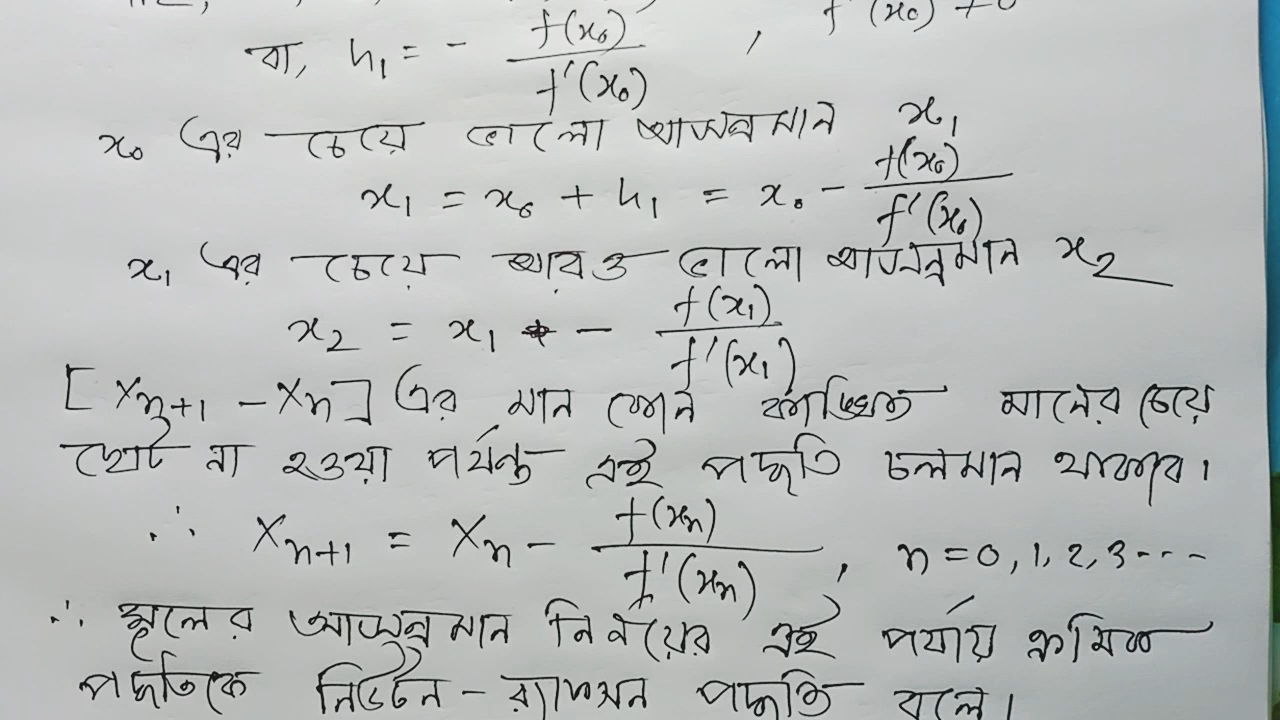 বা, h₁ = - f(x₀)/f'(x₀) , f'(x₀) ≠ 0
x₀ এর চেয়ে ভালো আসন্নমান x₁
x₁ = x₀ + h₁ = x₀ - f(x₀)/f'(x₀)
x₁ এর চেয়ে আরও ভালো আসন্নমান x₂
x₂ = x₁ - f(x₁)/f'(x₁)
[xₙ₊₁ - xₙ] এর মান কোন কাঙ্খিত মানের চেয়ে
ছোট না হওয়া পর্যন্ত এই পদ্ধতি চলমান থাকবে।
∴ xₙ₊₁ = xₙ - f(xₙ)/f'(xₙ) , n = 0, 1, 2, 3 ---
∴ মূলের আসন্নমান নির্ণয়ের এই পর্যায় ক্রমিক
পদ্ধতিকে নিউটন - র‍্যাফসন পদ্ধতি বলে।